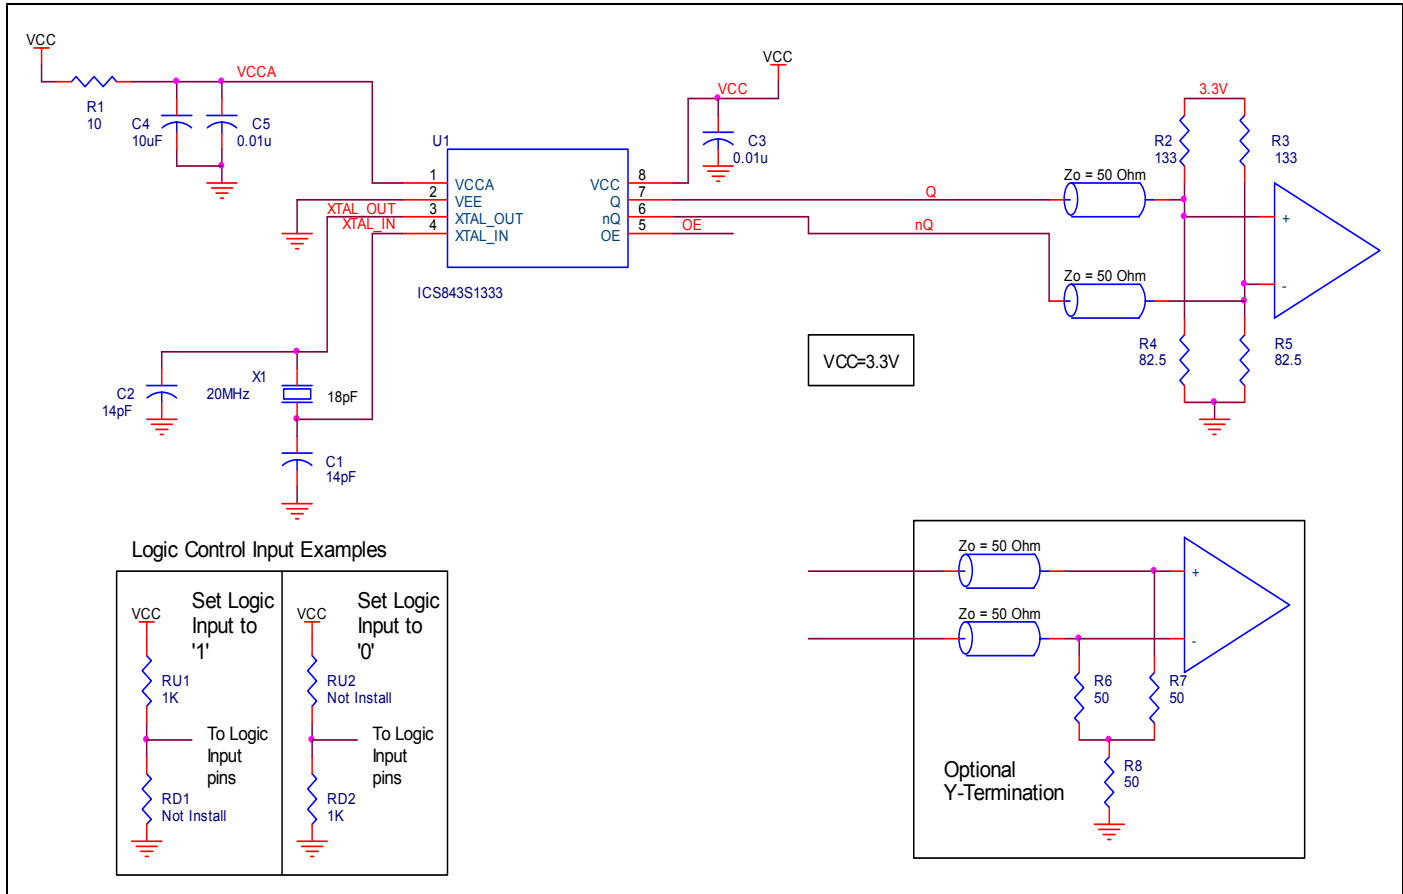 VCC
VCCA
R1
10
C4
10uF
C5
0.01u
VCC
VCC
C3
0.01u
U1
1
VCCA
2
VEE
3
XTAL_OUT
4
XTAL_IN
VCC
8
Q
7
nQ
6
OE
5
XTAL_OUT
XTAL_IN
ICS843S1333
Q
nQ
OE
Zo = 50 Ohm
Zo = 50 Ohm
3.3V
R2
133
R3
133
+
-
R4
82.5
R5
82.5
VCC=3.3V
C2
14pF
X1
20MHz
18pF
C1
14pF
Logic Control Input Examples
VCC
Set Logic
Input to
'1'
RU1
1K
To Logic
Input
pins
RD1
Not Install
VCC
Set Logic
Input to
'0'
RU2
Not Install
To Logic
Input
pins
RD2
1K
Zo = 50 Ohm
Zo = 50 Ohm
+
-
R6
50
R7
50
R8
50
Optional
Y-Termination